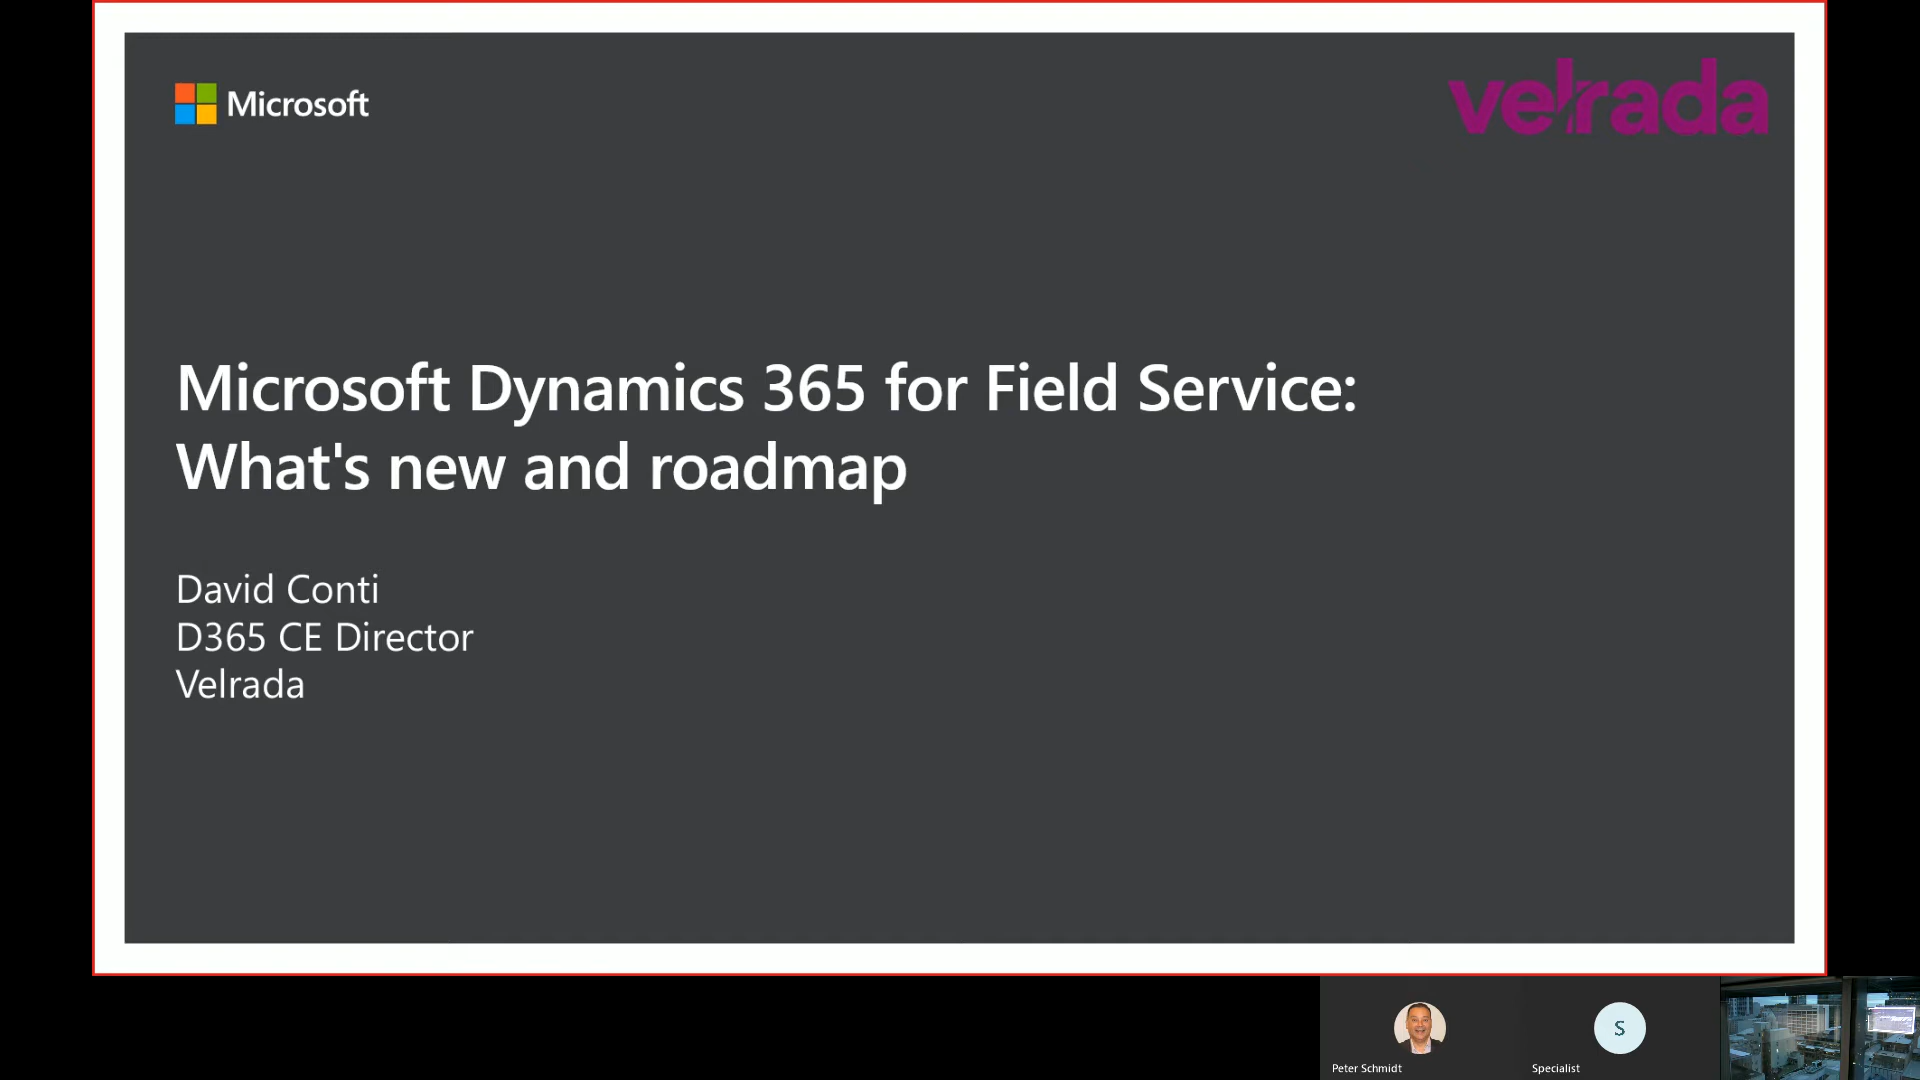 Microsoft
velrada
Microsoft Dynamics 365 for Field Service:
What's new and roadmap
David Conti
D365 CE Director
Velrada
S
Peter Schmidt
Specialist